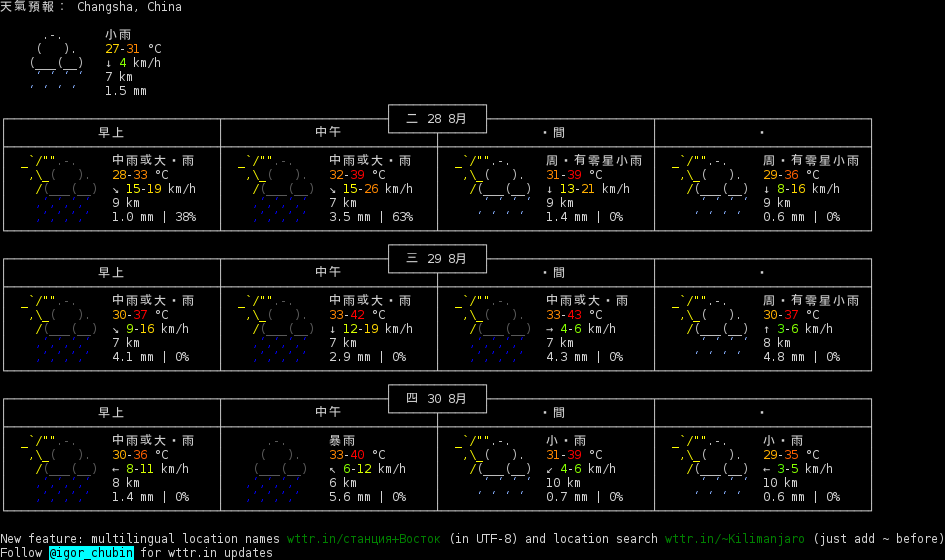 天氣預報： Changsha, China
小雨
27-31 °C
↓ 4 km/h
7 km
1.5 mm
二 28 8月
早上 中午 ・間 ・
中雨或大・雨 中雨或大・雨 周・有零星小雨 周・有零星小雨
28-33 °C 32-39 °C 31-39 °C 29-36 °C
↘ 15-19 km/h ↘ 15-26 km/h ↓ 13-21 km/h ↓ 8-16 km/h
9 km 7 km 9 km 9 km
1.0 mm | 38% 3.5 mm | 63% 1.4 mm | 0% 0.6 mm | 0%
三 29 8月
早上 中午 ・間 ・
中雨或大・雨 中雨或大・雨 中雨或大・雨 周・有零星小雨
30-37 °C 33-42 °C 33-43 °C 30-37 °C
↘ 9-16 km/h ↓ 12-19 km/h → 4-6 km/h ↑ 3-6 km/h
7 km 7 km 7 km 8 km
4.1 mm | 0% 2.9 mm | 0% 4.3 mm | 0% 4.8 mm | 0%
四 30 8月
早上 中午 ・間 ・
中雨或大・雨 暴雨 小・雨 小・雨
30-36 °C 33-40 °C 31-39 °C 29-35 °C
← 8-11 km/h ↖ 6-12 km/h ↙ 4-6 km/h ← 3-5 km/h
8 km 6 km 10 km 10 km
1.4 mm | 0% 5.6 mm | 0% 0.7 mm | 0% 0.6 mm | 0%
New feature: multilingual location names wttr.in/станция+Восток (in UTF-8) and location search wttr.in/~Kilimanjaro (just add ~ before)
Follow @igor_chubin for wttr.in updates